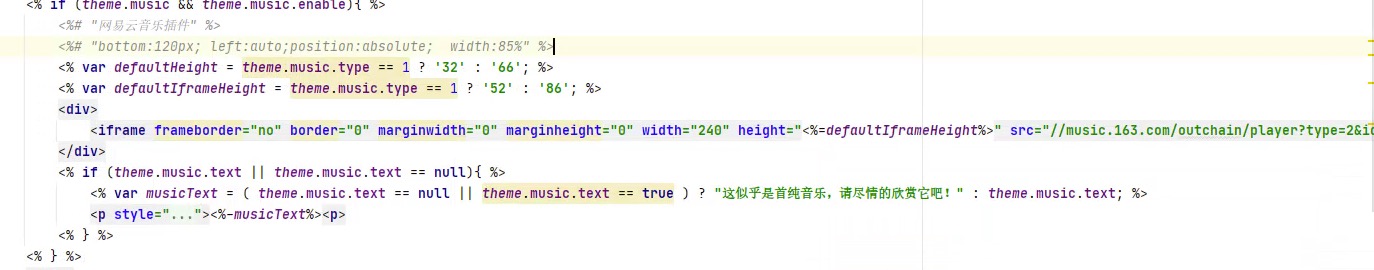 <% if (theme.music && theme.music.enable){ %>
<%# "网易云音乐插件" %>
<%# "bottom:120px; left:auto;position:absolute;  width:85%" %>
<% var defaultHeight = theme.music.type == 1 ? '32' : '66'; %>
<% var defaultIframeHeight = theme.music.type == 1 ? '52' : '86'; %>
<div>
<iframe frameborder="no" border="0" marginwidth="0" marginheight="0" width="240" height="<%=defaultIframeHeight%>" src="//music.163.com/outchain/player?type=2&id
</div>
<% if (theme.music.text || theme.music.text == null){ %>
<% var musicText = ( theme.music.text == null || theme.music.text == true ) ? "这似乎是首纯音乐，请尽情的欣赏它吧！" : theme.music.text; %>
<p style="..."><%-musicText%><p>
<% } %>
<% } %>